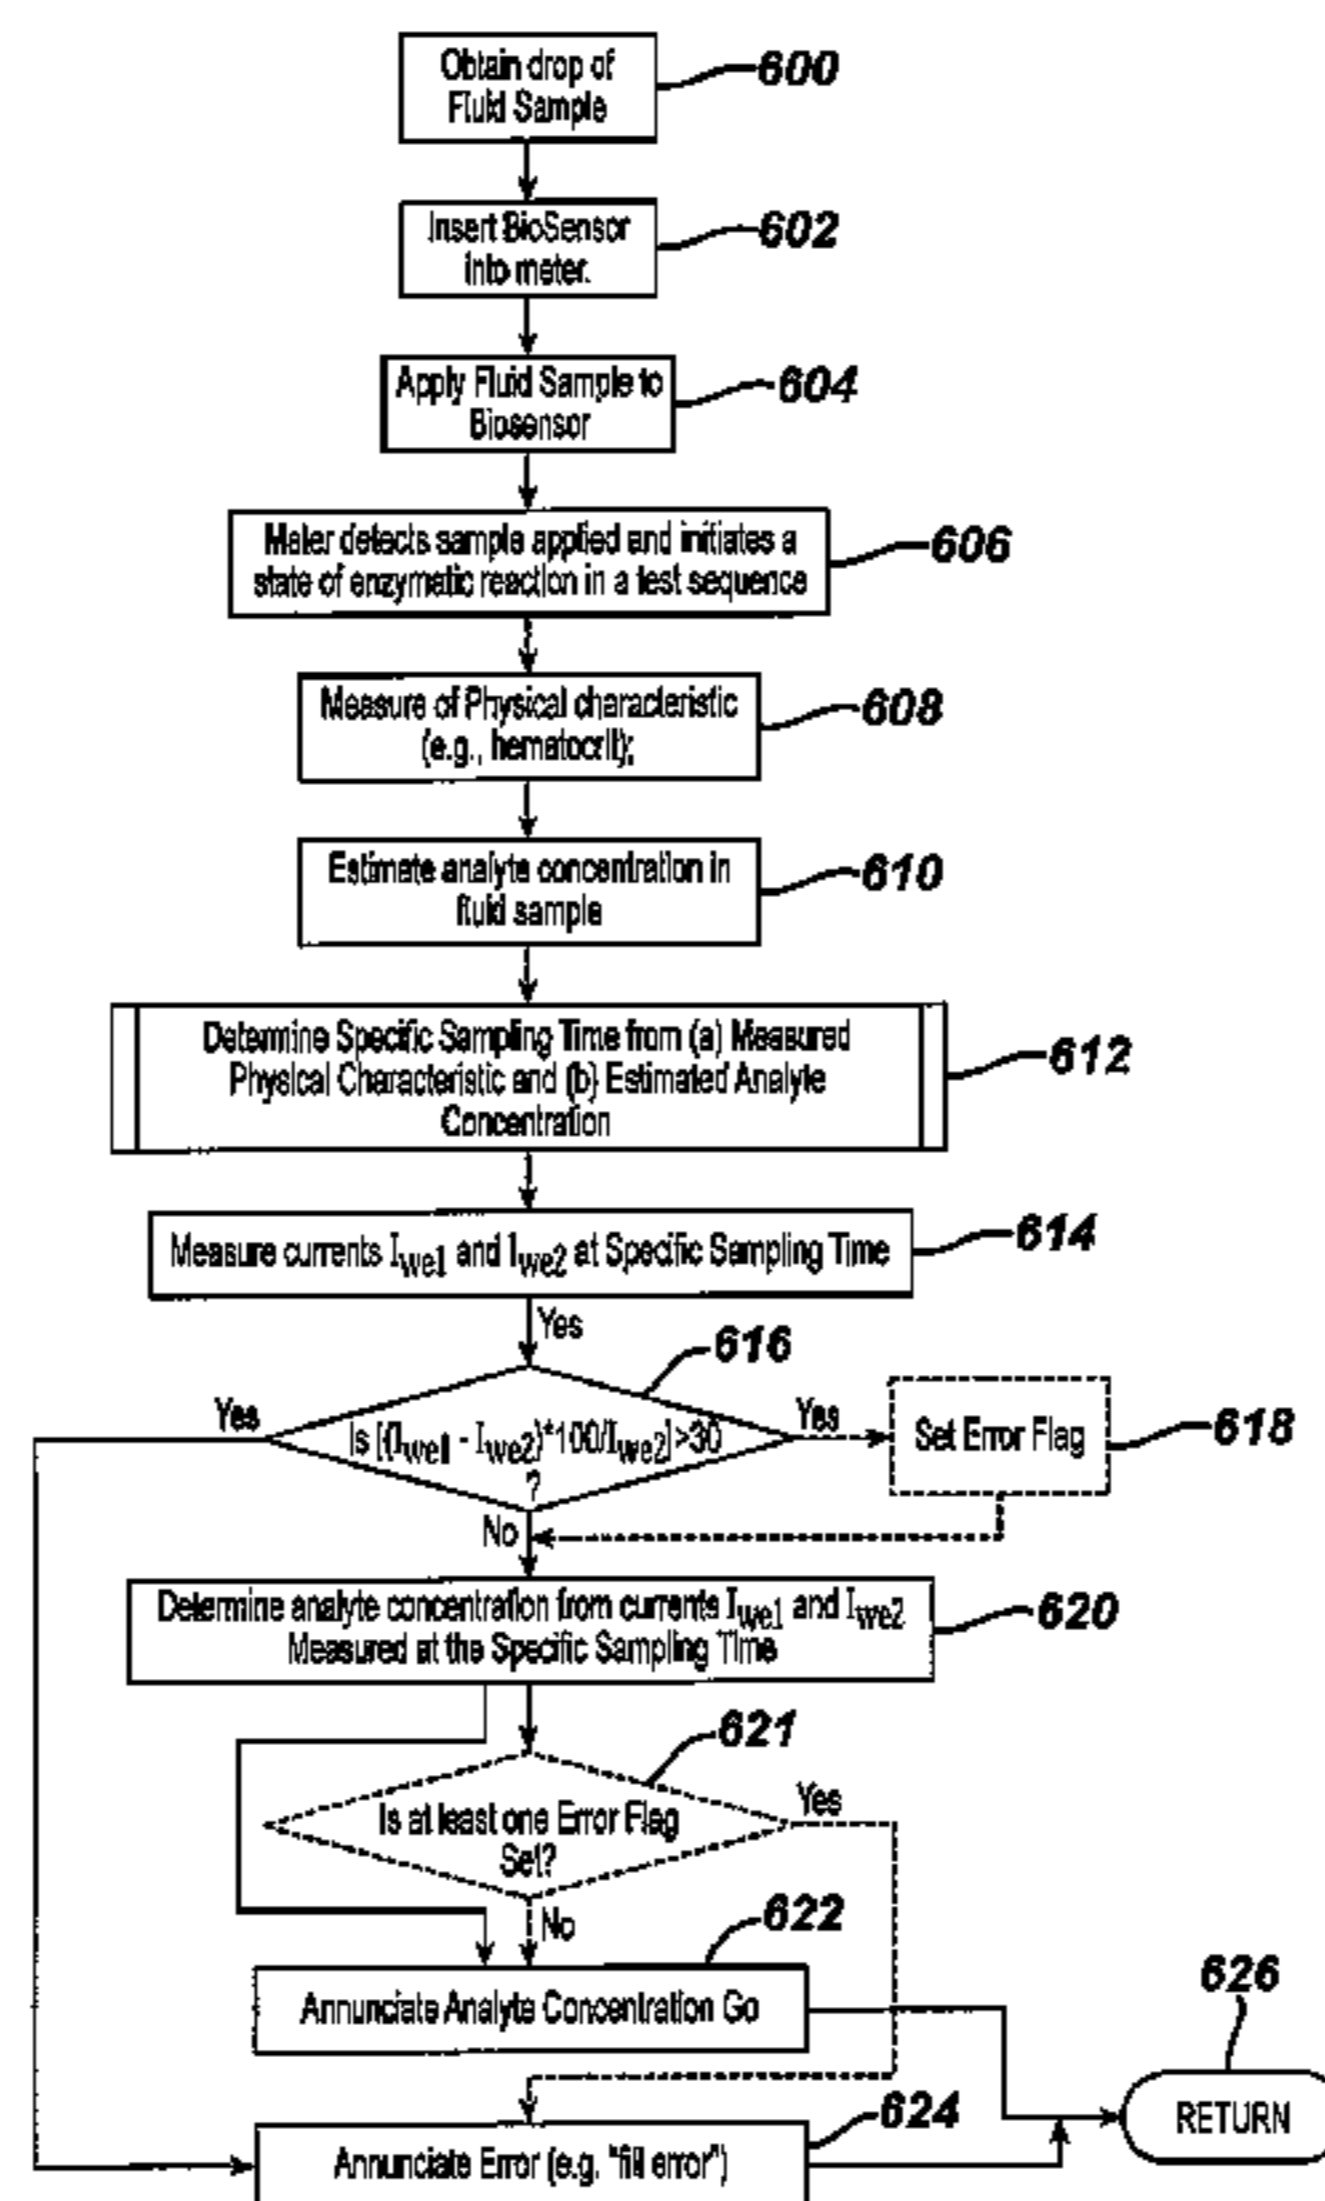 Obtain drop of
Fluid Sample
600
Insert BioSensor
into meter.
602
Apply Fluid Sample to
Biosensor
604
Meter detects sample applied and initiates a
state of enzymatic reaction in a test sequence
606
Measure of Physical characteristic
(e.g., hematocrit);
608
Estimate analyte concentration in
fluid sample
610
Determine Specific Sampling Time from (a) Measured
Physical Characteristic and (b) Estimated Analyte
Concentration
612
Measure currents Iwe1 and Iwe2 at Specific Sampling Time
614
Yes
616
Yes
Is |(Iwe1 - Iwe2)*100/Iwe2| >30
?
Yes
Set Error Flag
618
No
Determine analyte concentration from currents Iwe1 and Iwe2
Measured at the Specific Sampling Time
620
621
Is at least one Error Flag
Set?
Yes
No
622
Annunciate Analyte Concentration Go
626
RETURN
624
Annunciate Error (e.g. "fill error")